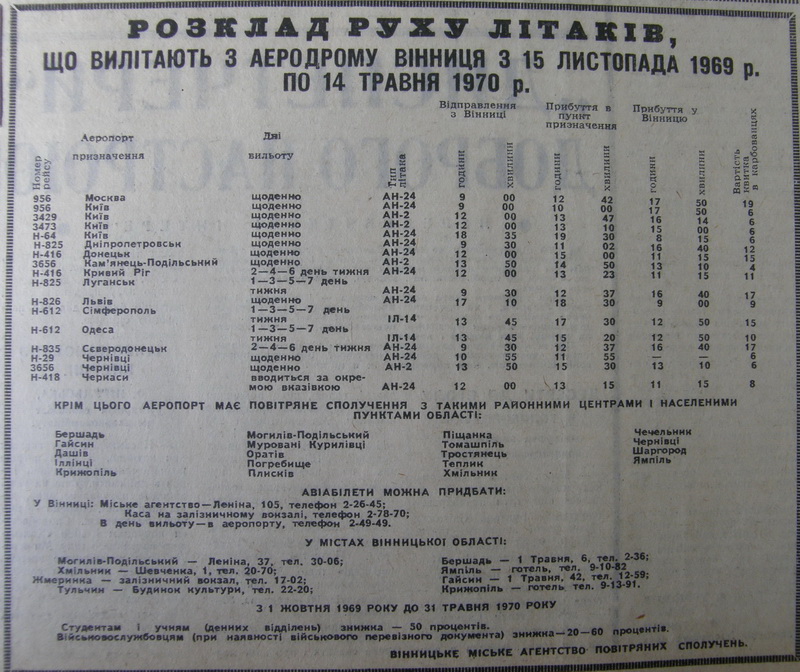 РОЗКЛАД РУХУ ЛІТАКІВ,
ЩО ВИЛІТАЮТЬ З АЕРОДРОМУ ВІННИЦЯ З 15 ЛИСТОПАДА 1969 р.
ПО 14 ТРАВНЯ 1970 р.
Номер рейсу Аеропорт призначення Дні вильоту Тип літака Відправлення з Вінниці Прибуття в пункт призначення Прибуття у Вінницю Вартість квитка в карбованцях
години хвилини години хвилини години хвилини
956 Москва щоденно АН-24 9 00 12 42 17 50 19
956 Київ щоденно АН-24 9 00 10 00 17 50 6
3429 Київ щоденно АН-2 12 00 13 47 16 14 6
3473 Київ щоденно АН-2 12 00 13 10 15 00 6
Н-64 Київ щоденно АН-24 18 35 19 30 8 15 6
Н-825 Дніпропетровськ щоденно АН-24 9 30 11 02 16 40 12
Н-416 Донецьк щоденно АН-24 12 00 15 00 11 15 15
3656 Кам'янець-Подільський щоденно АН-2 13 50 14 50 13 10 4
Н-416 Кривий Ріг 2—4—6 день тижня АН-24 12 00 13 23 11 15 11
Н-825 Луганськ 1—3—5—7 день
тижня АН-24 9 30 12 37 16 40 17
Н-826 Львів щоденно АН-24 17 10 18 30 9 00 9
Н-612 Сімферополь 1—3—5—7 день
тижня ІЛ-14 13 45 17 30 12 50 15
Н-612 Одеса 1—3—5—7 день
тижня ІЛ-14 13 45 15 20 12 50 10
Н-835 Сєверодонецьк 2—4—6 день тижня АН-24 9 30 12 37 16 40 17
Н-29 Чернівці щоденно АН-24 10 55 11 55 — — 6
3656 Чернівці щоденно АН-2 13 50 15 30 13 10 6
Н-418 Черкаси вводиться за окре-
мою вказівкою АН-24 12 00 13 15 11 15 8
КРІМ ЦЬОГО АЕРОПОРТ МАЄ ПОВІТРЯНЕ СПОЛУЧЕННЯ З ТАКИМИ РАЙОННИМИ ЦЕНТРАМИ І НАСЕЛЕНИМИ
ПУНКТАМИ ОБЛАСТІ:
Бершадь Могилів-Подільський Піщанка Чечельник
Гайсин Муровані Курилівці Томашпіль Чернівці
Дашів Оратів Тростянець Шаргород
Іллінці Погребище Теплик Ямпіль
Крижопіль Плисків Хмільник
АВІАБІЛЕТИ МОЖНА ПРИДБАТИ:
У Вінниці: Міське агентство—Леніна, 105, телефон 2-26-45;
Каса на залізничному вокзалі, телефон 2-78-70;
В день вильоту—в аеропорту, телефон 2-49-49.
У МІСТАХ ВІННИЦЬКОЇ ОБЛАСТІ:
Могилів-Подільський — Леніна, 37, тел. 30-06; Бершадь — 1 Травня, 6, тел. 2-36;
Хмільник — Шевченка, 1, тел. 20-70; Ямпіль — готель, тел. 9-10-82
Жмеринка — залізничний вокзал, тел. 17-02; Гайсин — 1 Травня, 42, тел. 12-59;
Тульчин — Будинок культури, тел. 22-20; Крижопіль — готель тел. 9-13-91.
З 1 ЖОВТНЯ 1969 РОКУ ДО 31 ТРАВНЯ 1970 РОКУ
Студентам і учням (денних відділень) знижка — 50 процентів.
Військовослужбовцям (при наявності військового перевізного документа) знижка—20—60 процентів.
ВІННИЦЬКЕ МІСЬКЕ АГЕНТСТВО ПОВІТРЯНИХ СПОЛУЧЕНЬ.